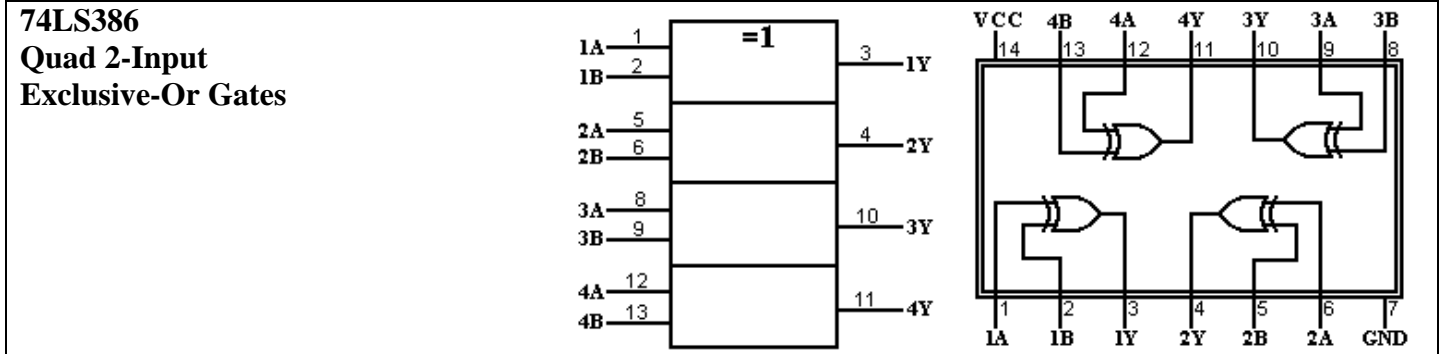 74LS386
Quad 2-Input
Exclusive-Or Gates
=1
1A 1
1B 2
3 1Y
2A 5
2B 6
4 2Y
3A 8
3B 9
10 3Y
4A 12
4B 13
11 4Y
VCC 4B 4A 4Y 3Y 3A 3B
14 13 12 11 10 9 8
1 2 3 4 5 6 7
1A 1B 1Y 2Y 2B 2A GND